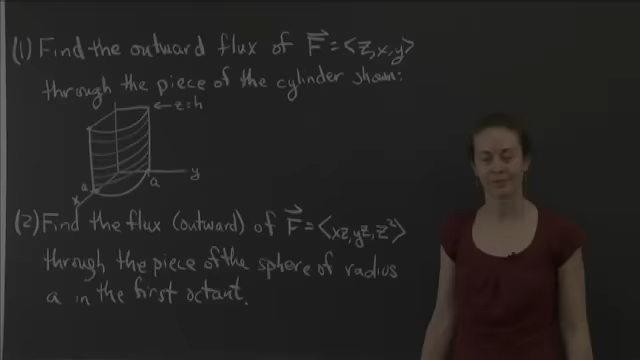 (1) Find the outward flux of F⃗ = ⟨z, x, y⟩
through the piece of the cylinder shown:
← z=h
a
a
y
x
(2) Find the flux (outward) of F⃗ = ⟨xz, yz, z²⟩
through the piece of the sphere of radius
a in the first octant.